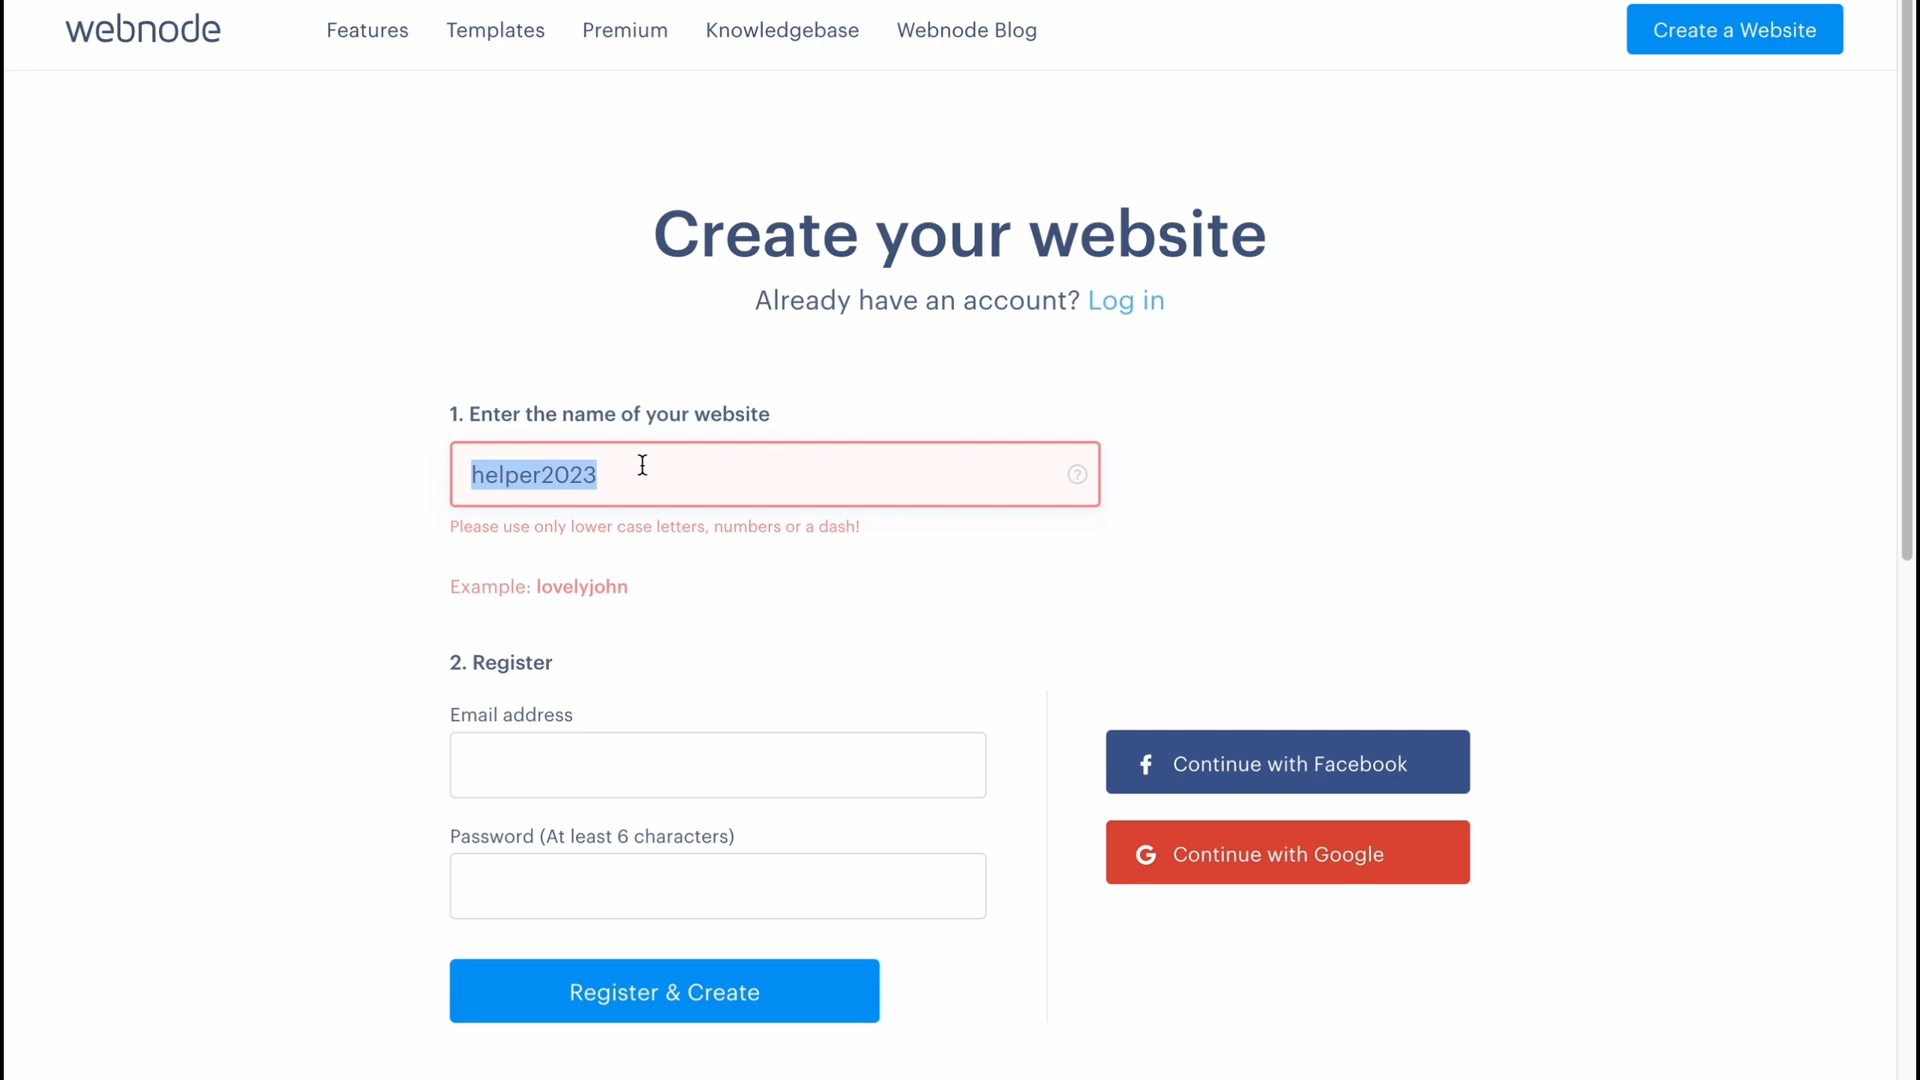 webnode Features Templates Premium Knowledgebase Webnode Blog Create a Website
Create your website
Already have an account? Log in
1. Enter the name of your website
helper2023 ?
Please use only lower case letters, numbers or a dash!
Example: lovelyjohn
2. Register
Email address
Password (At least 6 characters)
Register & Create
f Continue with Facebook
G Continue with Google